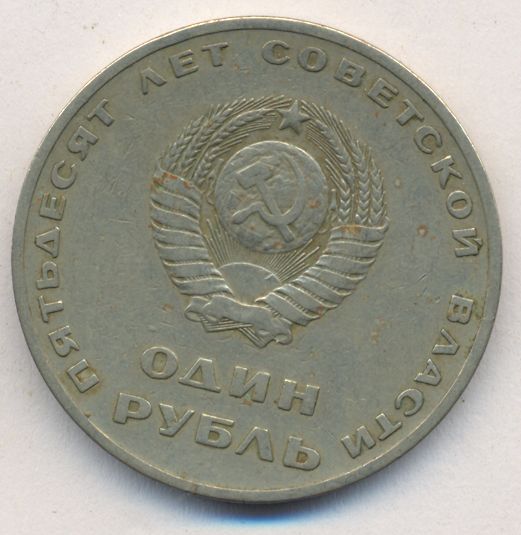 ПЯТЬДЕСЯТ ЛЕТ СОВЕТСКОЙ ВЛАСТИ
ОДИН
РУБЛЬ